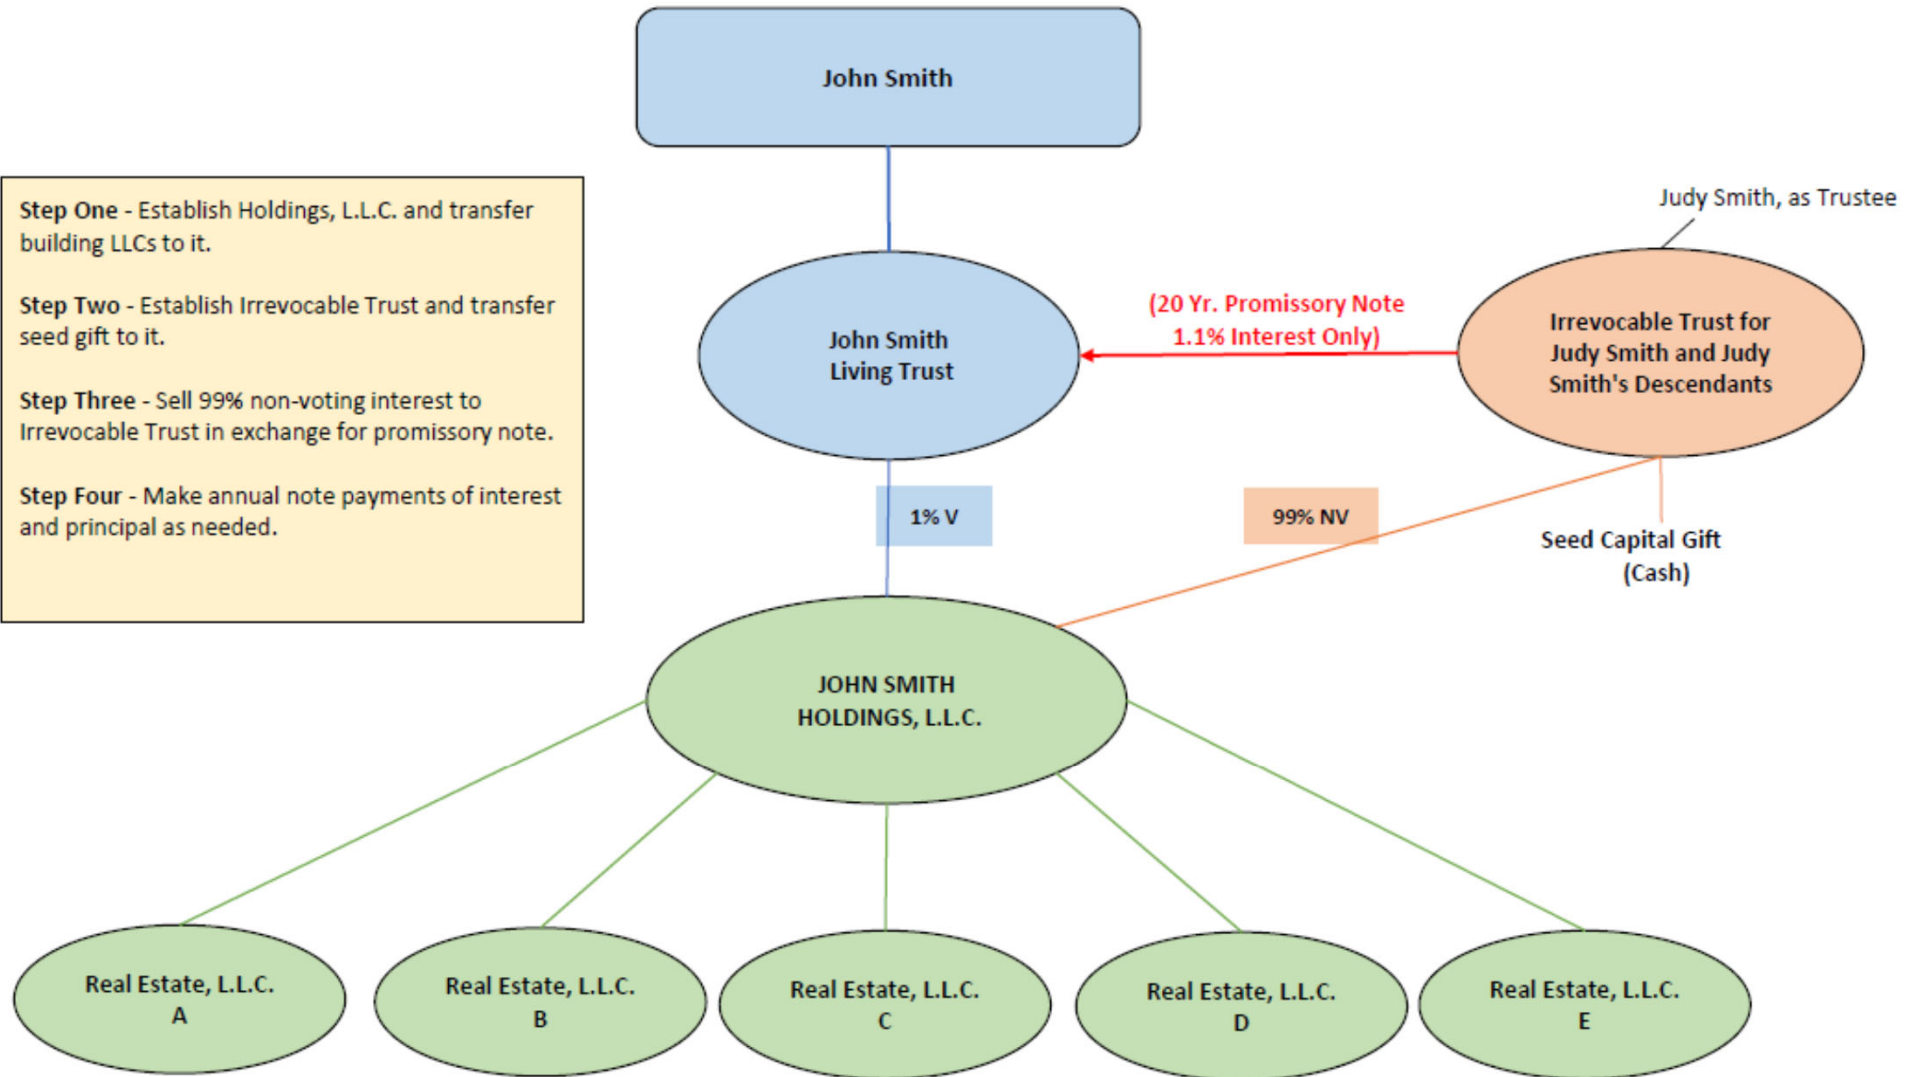 John Smith
Step One - Establish Holdings, L.L.C. and transfer
building LLCs to it.
Step Two - Establish Irrevocable Trust and transfer
seed gift to it.
Step Three - Sell 99% non-voting interest to
Irrevocable Trust in exchange for promissory note.
Step Four - Make annual note payments of interest
and principal as needed.
Judy Smith, as Trustee
John Smith
Living Trust
(20 Yr. Promissory Note
1.1% Interest Only)
Irrevocable Trust for
Judy Smith and Judy
Smith's Descendants
1% V
99% NV
Seed Capital Gift
(Cash)
JOHN SMITH
HOLDINGS, L.L.C.
Real Estate, L.L.C.
A
Real Estate, L.L.C.
B
Real Estate, L.L.C.
C
Real Estate, L.L.C.
D
Real Estate, L.L.C.
E